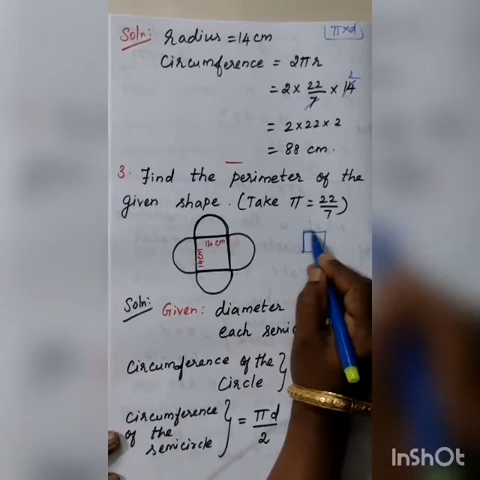 Soln: Radius = 14 cm
π×d
Circumference = 2πr
= 2 × 22/7 × 14 2
= 2 × 22 × 2
= 88 cm.
3. Find the perimeter of the
given shape. (Take π = 22/7)
14 cm
14 cm
Soln: Given: diameter
each semi
Circumference of the
Circle }
Circumference
of the
semicircle } = πd/2
InShOt